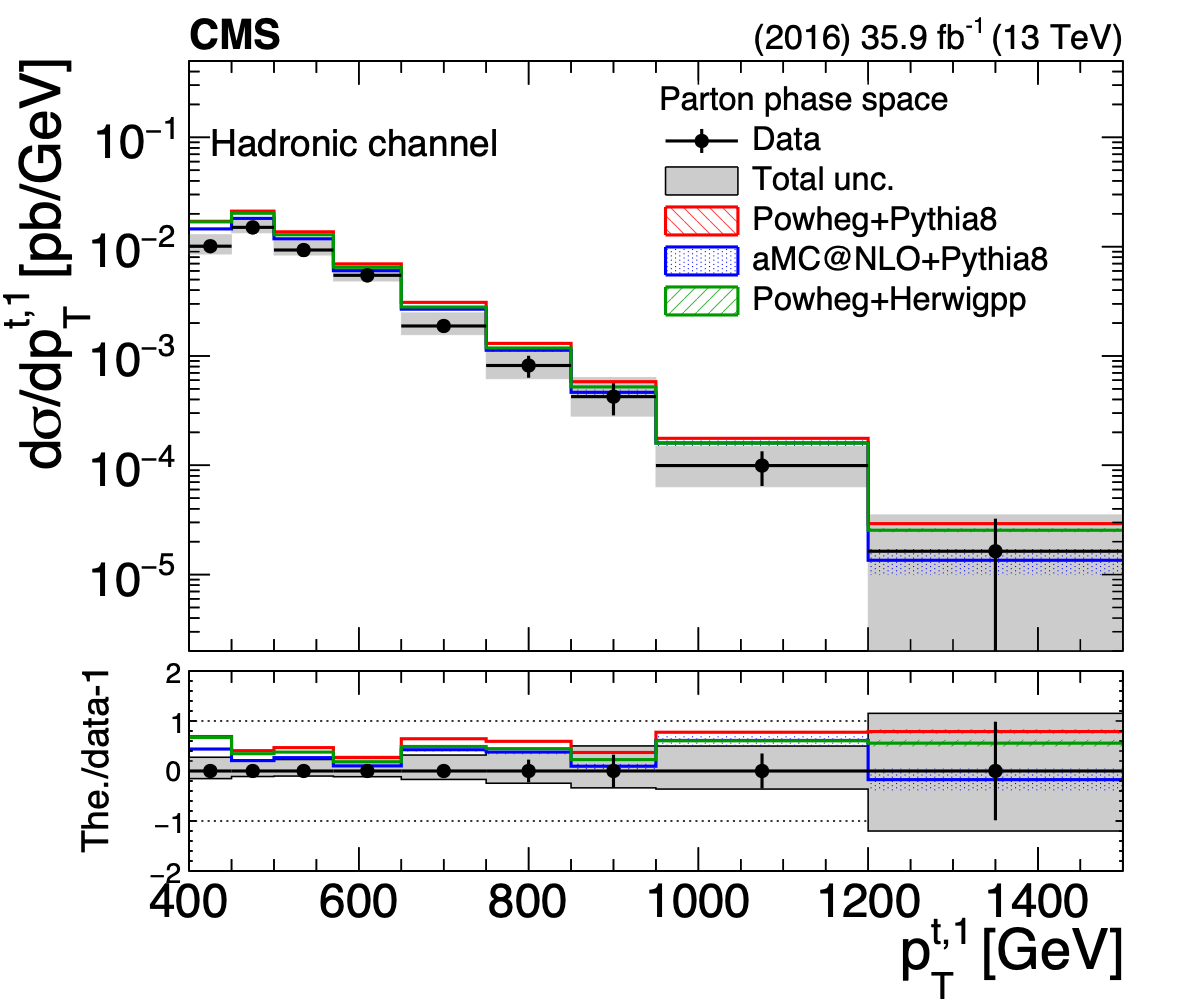 CMS
(2016) 35.9 fb⁻¹ (13 TeV)
dσ/dp_T^{t,1} [pb/GeV]
10⁻¹
10⁻²
10⁻³
10⁻⁴
10⁻⁵
Hadronic channel
Parton phase space
Data
Total unc.
Powheg+Pythia8
aMC@NLO+Pythia8
Powheg+Herwigpp
The./data-1
2
1
0
−1
−2
400 600 800 1000 1200 1400
p_T^{t,1} [GeV]